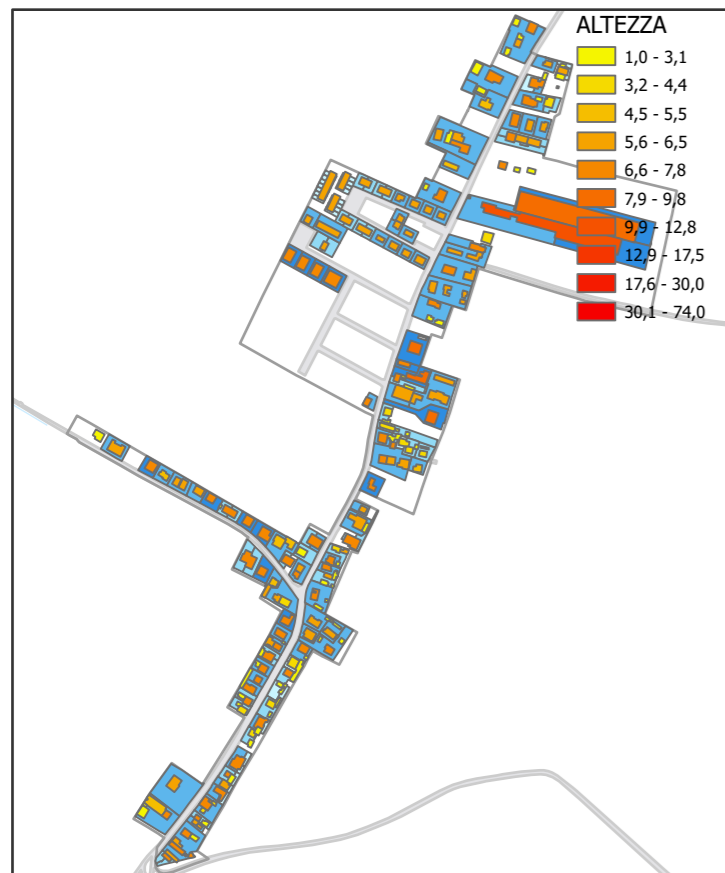 ALTEZZA
1,0 - 3,1
3,2 - 4,4
4,5 - 5,5
5,6 - 6,5
6,6 - 7,8
7,9 - 9,8
9,9 - 12,8
12,9 - 17,5
17,6 - 30,0
30,1 - 74,0